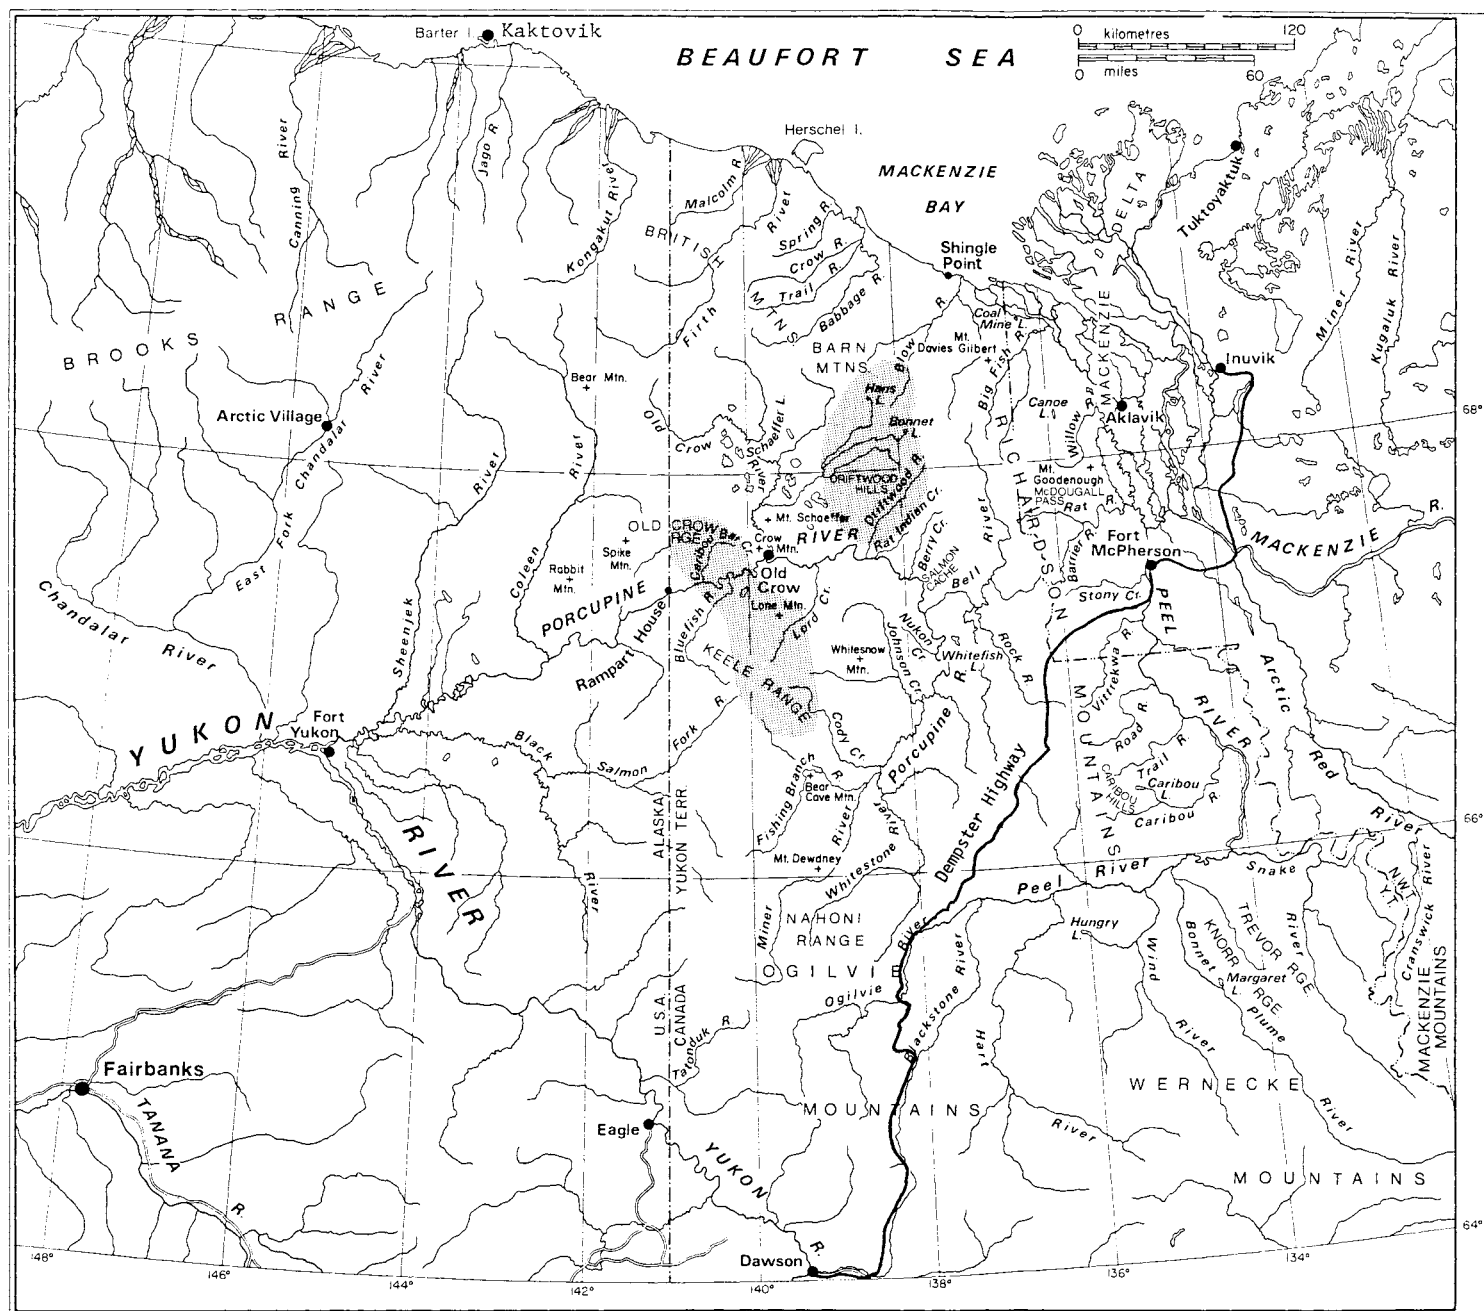 Barter I.
Kaktovik
BEAUFORT SEA
0 kilometres 120
0 miles 60
Herschel I.
MACKENZIE
BAY
Canning River
Jago R
Kongakut River
Malcolm R
BRITISH
MTNS
Firth River
Spring R.
Crow R.
Trail R.
Babbage R.
Shingle
Point
MACKENZIE DELTA
Tuktoyaktuk
Miner River
Kugaluk River
BROOKS RANGE
BARN
MTNS.
Blow R.
Coal
Mine L.
Mt.
Davies Gilbert
Big Fish R.
Inuvik
Bear Mtn.
Hans
L.
Bonnet
L.
Canoe
L.
Willow R.
Aklavik
68°
Arctic Village
East Fork Chandalar River
Old Crow River
Schaeffer L.
DRIFTWOOD
HILLS
Driftwood R.
RICHARDSON
MOUNTAINS
Mt.
Goodenough
McDOUGALL
PASS
Rat R.
MACKENZIE R.
Mt. Schaeffer
OLD CROW
RGE
Spike
Mtn.
Caribou Bar Cr.
Crow
Mtn.
Old
Crow
Rat Indian Cr.
Berry Cr.
SALMON
CACHE
Bell River
Barrier R.
Fort
McPherson
Stony Cr.
Rabbit
Mtn.
Coleen River
PORCUPINE RIVER
Rampart House
Bluefish R.
Lone Mtn.
Lord Cr.
KEELE RANGE
Whitesnow
Mtn.
Johnson Cr.
Nukon Cr
Whitefish
L.
Rock R.
Chandalar River
Sheenjek River
PEEL RIVER
Vittrekwa R.
Road R.
Trail R
CARIBOU
HILLS
Caribou
L.
Caribou R.
Arctic Red River
YUKON RIVER
Fort
Yukon
Black River
Salmon Fork R.
Cody Cr.
Porcupine R.
Fishing Branch R
Bear
Cave Mtn.
Dempster Highway
66°
ALASKA
YUKON TERR
Mt. Dewdney
Miner River
Whitestone River
Peel River
Snake River
N.W.T.
Y.T.
Cranswick River
NAHONI
RANGE
OGILVIE
MOUNTAINS
Ogilvie River
Blackstone River
Hungry
L.
Wind River
Bonnet Plume River
KNORR RGE
TREVOR RGE
Margaret
L.
MACKENZIE
MOUNTAINS
U.S.A.
CANADA
Tatonduk R.
Hart River
WERNECKE
MOUNTAINS
Fairbanks
TANANA R.
Eagle
YUKON R.
Dawson
64°
148°
146°
144°
142°
140°
138°
136°
134°